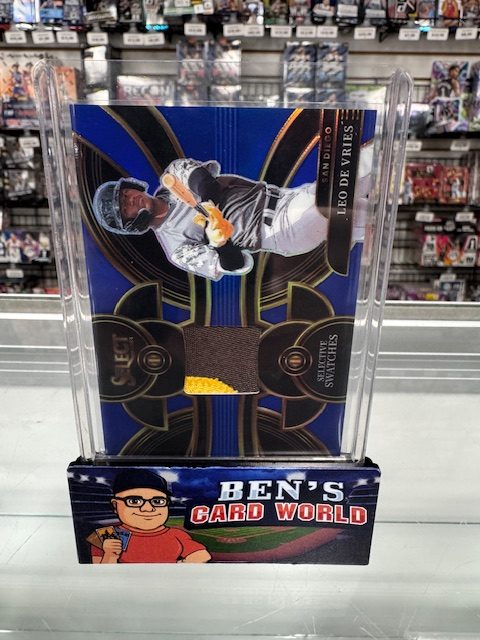 SAN DIEGO
LEO DE VRIES
SELECT
SELECTIVE
SWATCHES
BEN'S
CARD WORLD